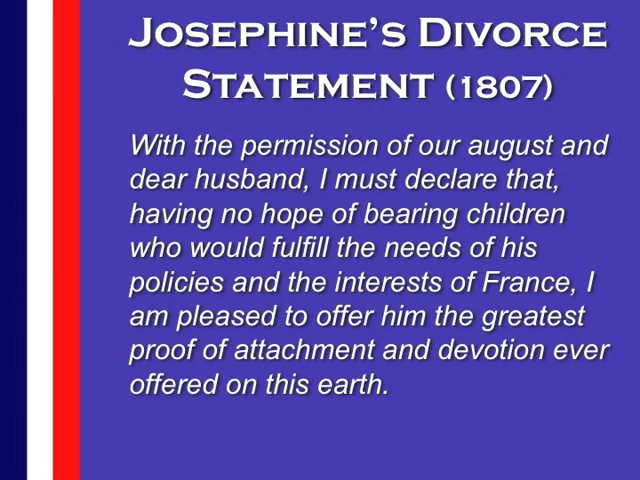 Josephine's Divorce
Statement (1807)
With the permission of our august and
dear husband, I must declare that,
having no hope of bearing children
who would fulfill the needs of his
policies and the interests of France, I
am pleased to offer him the greatest
proof of attachment and devotion ever
offered on this earth.